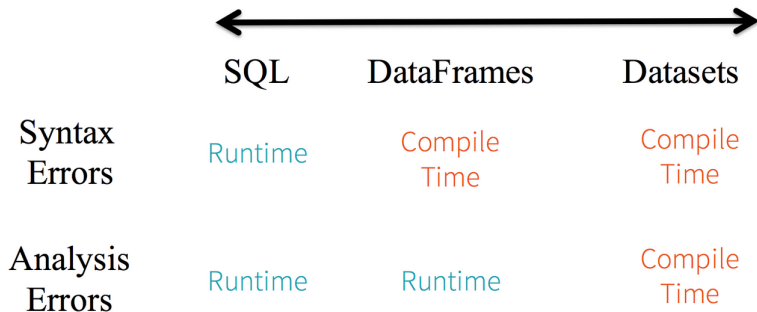 SQL DataFrames Datasets
Syntax
Errors
Runtime
Compile
Time
Compile
Time
Analysis
Errors
Runtime
Runtime
Compile
Time